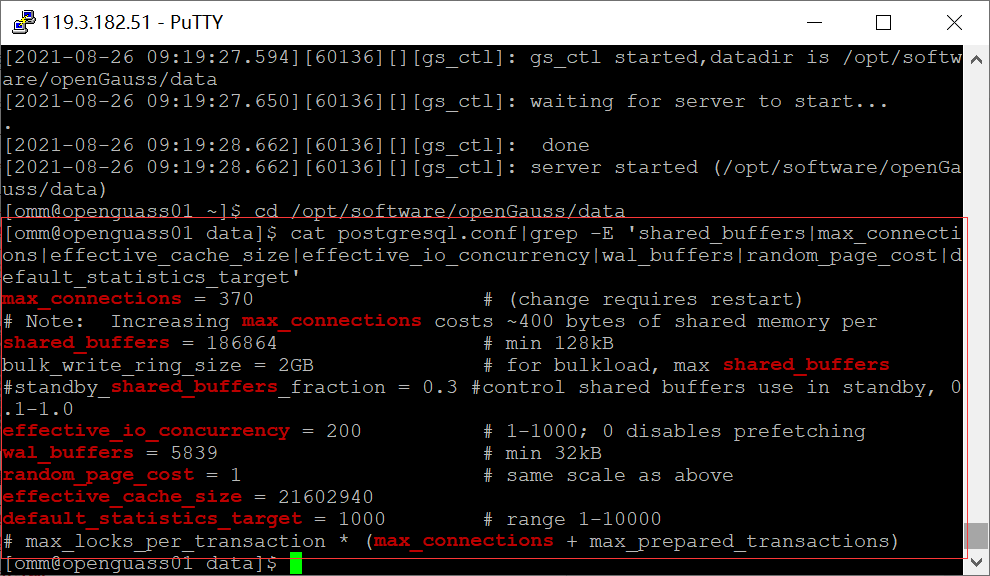 119.3.182.51 - PuTTY
[2021-08-26 09:19:27.594][60136][][gs_ctl]: gs_ctl started,datadir is /opt/softw
are/openGauss/data
[2021-08-26 09:19:27.650][60136][][gs_ctl]: waiting for server to start...
.
[2021-08-26 09:19:28.662][60136][][gs_ctl]:  done
[2021-08-26 09:19:28.662][60136][][gs_ctl]: server started (/opt/software/openGa
uss/data)
[omm@openguass01 ~]$ cd /opt/software/openGauss/data
[omm@openguass01 data]$ cat postgresql.conf|grep -E 'shared_buffers|max_connecti
ons|effective_cache_size|effective_io_concurrency|wal_buffers|random_page_cost|d
efault_statistics_target'
max_connections = 370                   # (change requires restart)
# Note:  Increasing max_connections costs ~400 bytes of shared memory per
shared_buffers = 186864                 # min 128kB
bulk_write_ring_size = 2GB              # for bulkload, max shared_buffers
#standby_shared_buffers_fraction = 0.3 #control shared buffers use in standby, 0
.1-1.0
effective_io_concurrency = 200          # 1-1000; 0 disables prefetching
wal_buffers = 5839                      # min 32kB
random_page_cost = 1                    # same scale as above
effective_cache_size = 21602940
default_statistics_target = 1000        # range 1-10000
# max_locks_per_transaction * (max_connections + max_prepared_transactions)
[omm@openguass01 data]$